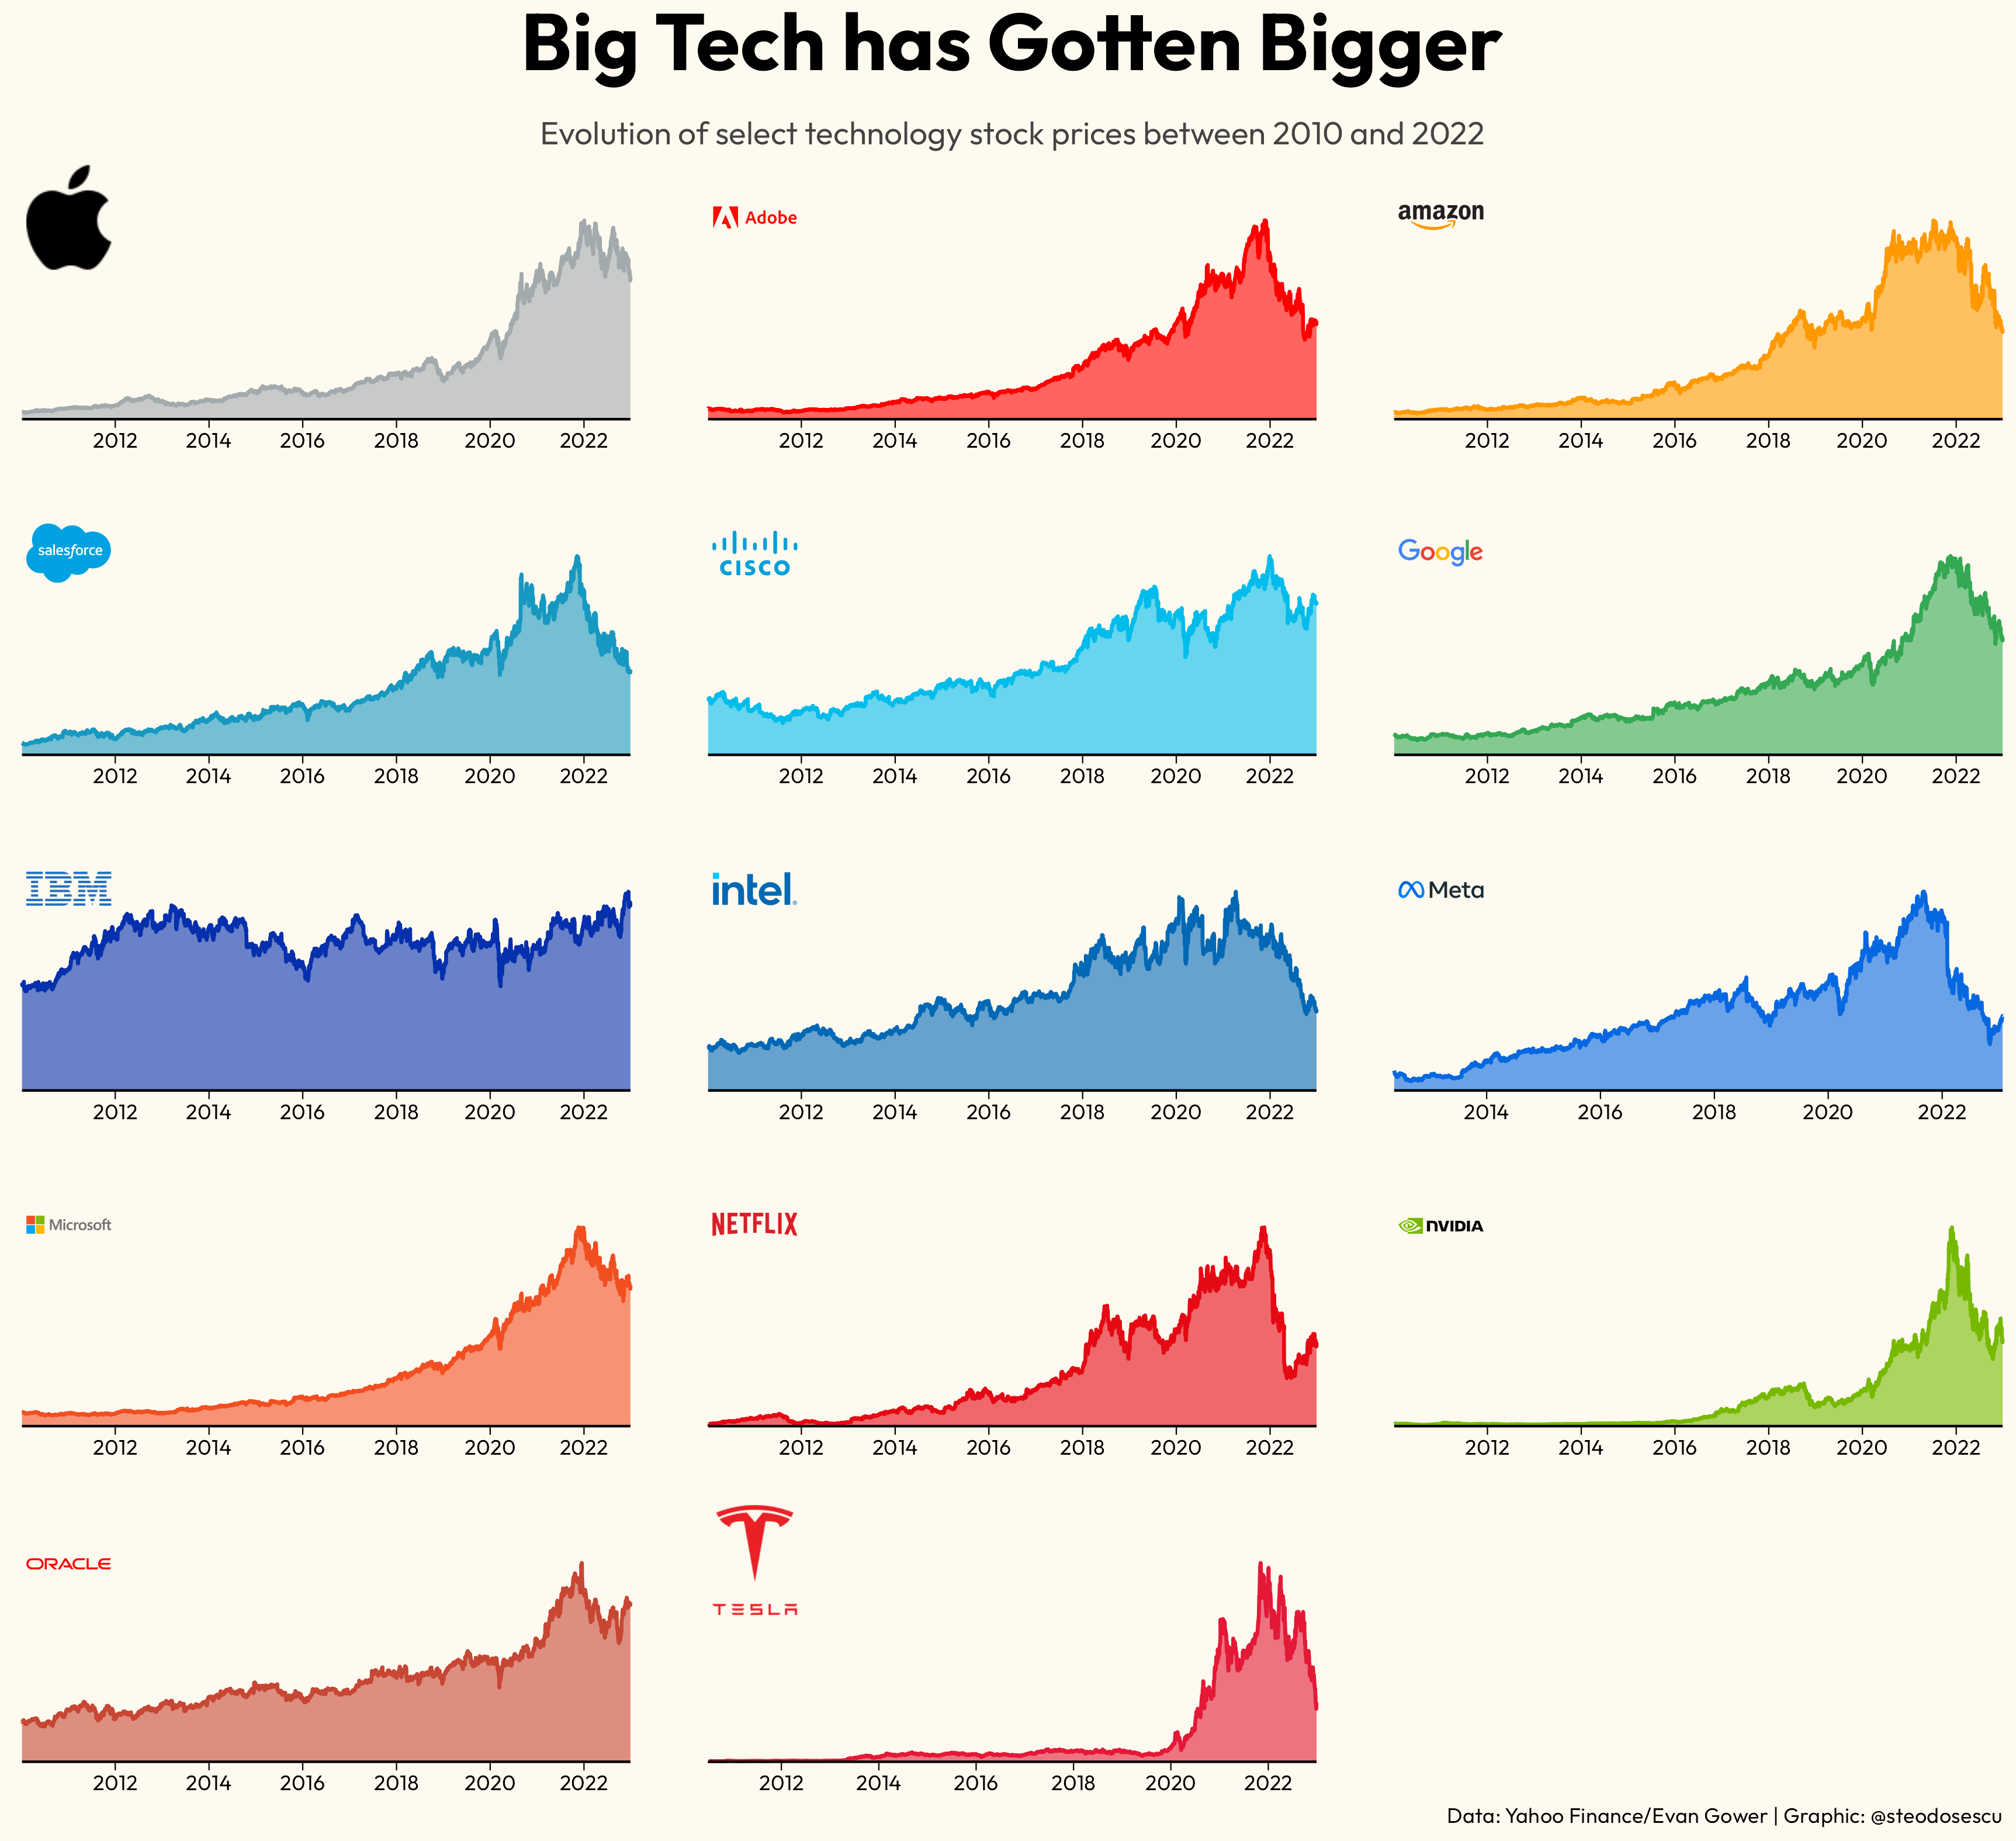 Big Tech has Gotten Bigger
Evolution of select technology stock prices between 2010 and 2022
Adobe
amazon
2012 2014 2016 2018 2020 2022
2012 2014 2016 2018 2020 2022
2012 2014 2016 2018 2020 2022
salesforce
CISCO
Google
2012 2014 2016 2018 2020 2022
2012 2014 2016 2018 2020 2022
2012 2014 2016 2018 2020 2022
IBM
intel.
Meta
2012 2014 2016 2018 2020 2022
2012 2014 2016 2018 2020 2022
2014 2016 2018 2020 2022
Microsoft
NETFLIX
NVIDIA
2012 2014 2016 2018 2020 2022
2012 2014 2016 2018 2020 2022
2012 2014 2016 2018 2020 2022
ORACLE
TESLA
2012 2014 2016 2018 2020 2022
2012 2014 2016 2018 2020 2022
Data: Yahoo Finance/Evan Gower | Graphic: @steodosescu